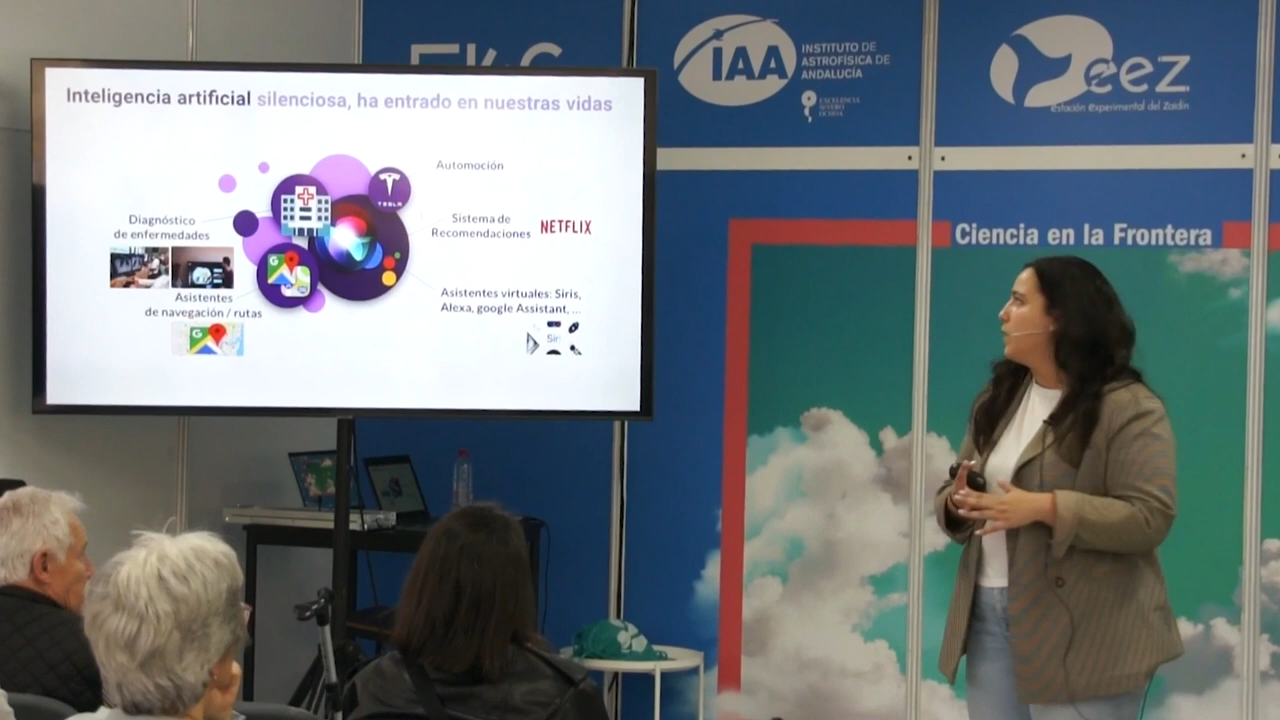 Inteligencia artificial silenciosa, ha entrado en nuestras vidas
Automoción
TESLA
Diagnóstico
de enfermedades
Sistema de
Recomendaciones
NETFLIX
Asistentes
de navegación / rutas
Asistentes virtuales: Siris,
Alexa, google Assistant, ...
G
G
Siri
IAA
INSTITUTO DE
ASTROFÍSICA DE
ANDALUCÍA
EXCELENCIA
SEVERO
OCHOA
eez
estación experimental del Zaidín
Ciencia en la Frontera